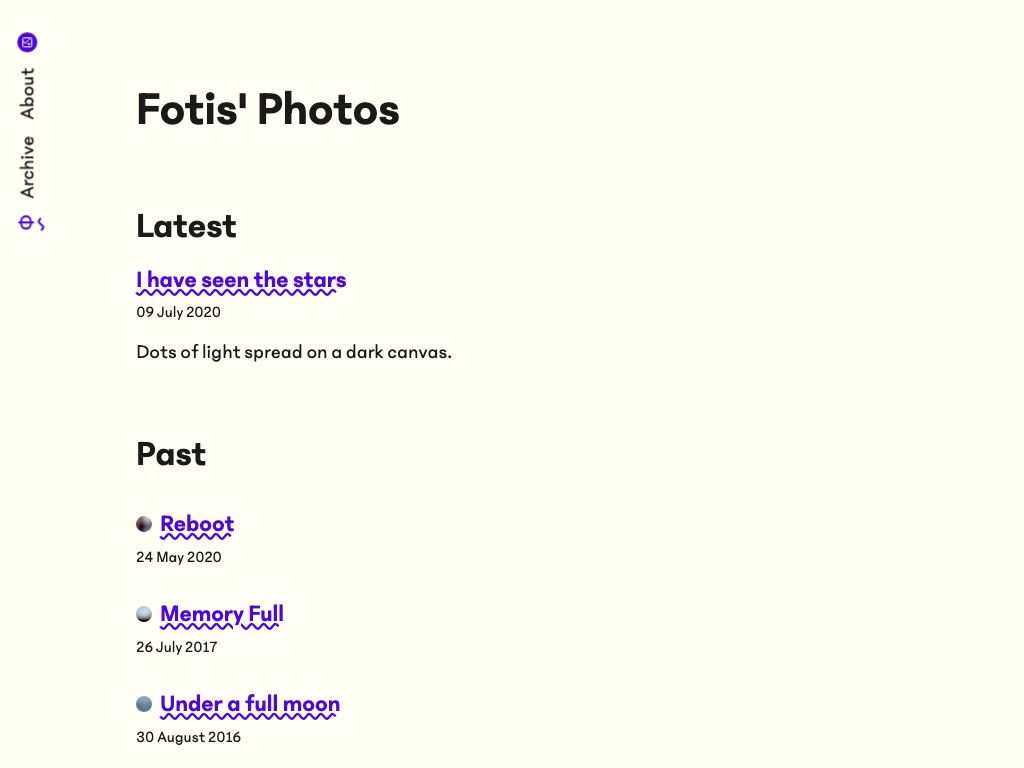 About
Archive
Fotis' Photos
Latest
I have seen the stars
09 July 2020
Dots of light spread on a dark canvas.
Past
Reboot
24 May 2020
Memory Full
26 July 2017
Under a full moon
30 August 2016